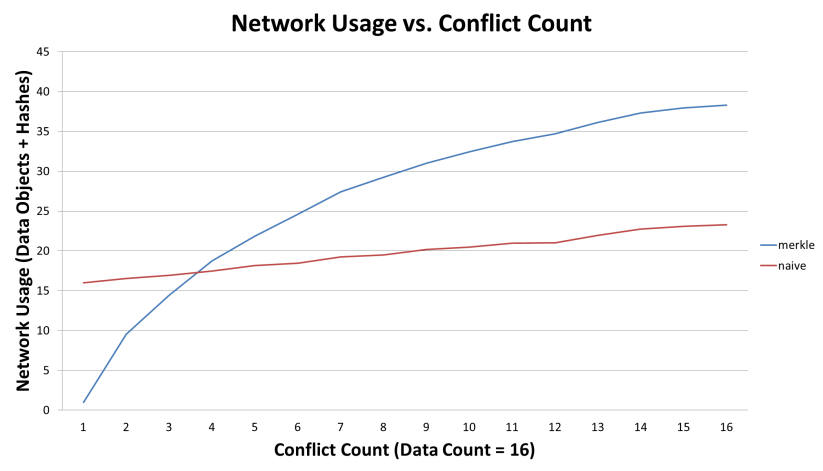 Network Usage vs. Conflict Count
Network Usage (Data Objects + Hashes)
45
40
35
30
25
20
15
10
5
0
1 2 3 4 5 6 7 8 9 10 11 12 13 14 15 16
Conflict Count (Data Count = 16)
merkle
naive